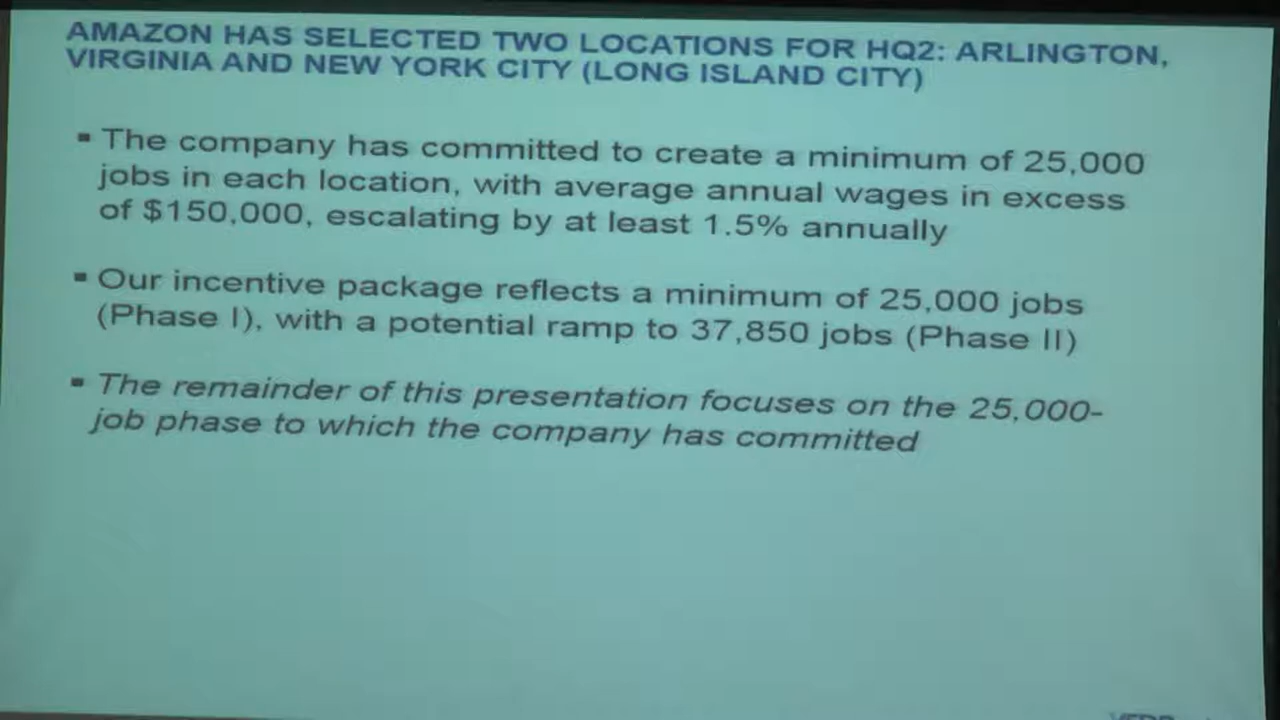 AMAZON HAS SELECTED TWO LOCATIONS FOR HQ2: ARLINGTON,
VIRGINIA AND NEW YORK CITY (LONG ISLAND CITY)
▪ The company has committed to create a minimum of 25,000
jobs in each location, with average annual wages in excess
of $150,000, escalating by at least 1.5% annually
▪ Our incentive package reflects a minimum of 25,000 jobs
(Phase I), with a potential ramp to 37,850 jobs (Phase II)
▪ The remainder of this presentation focuses on the 25,000-
job phase to which the company has committed